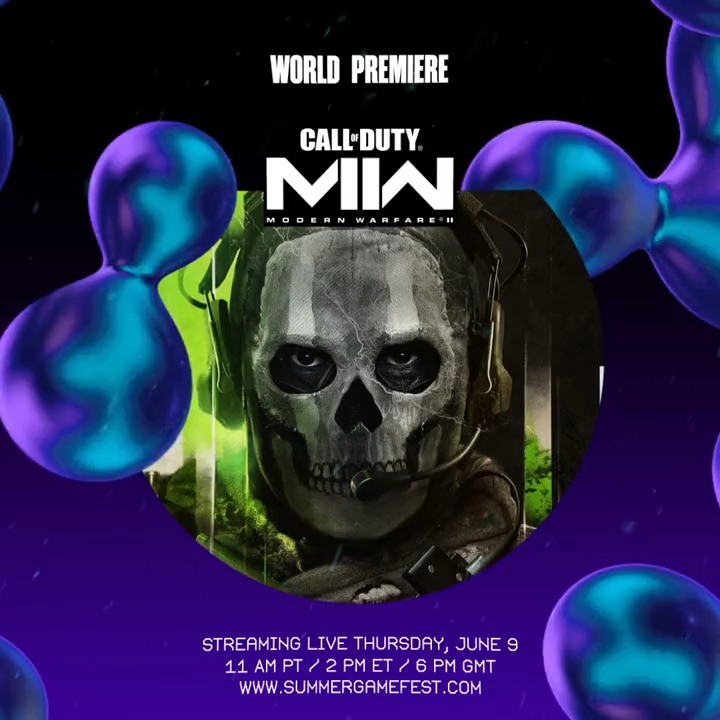 WORLD PREMIERE
CALL OF DUTY®
MIIW
MODERN WARFARE® II
STREAMING LIVE THURSDAY, JUNE 9
11 AM PT / 2 PM ET / 6 PM GMT
WWW.SUMMERGAMEFEST.COM